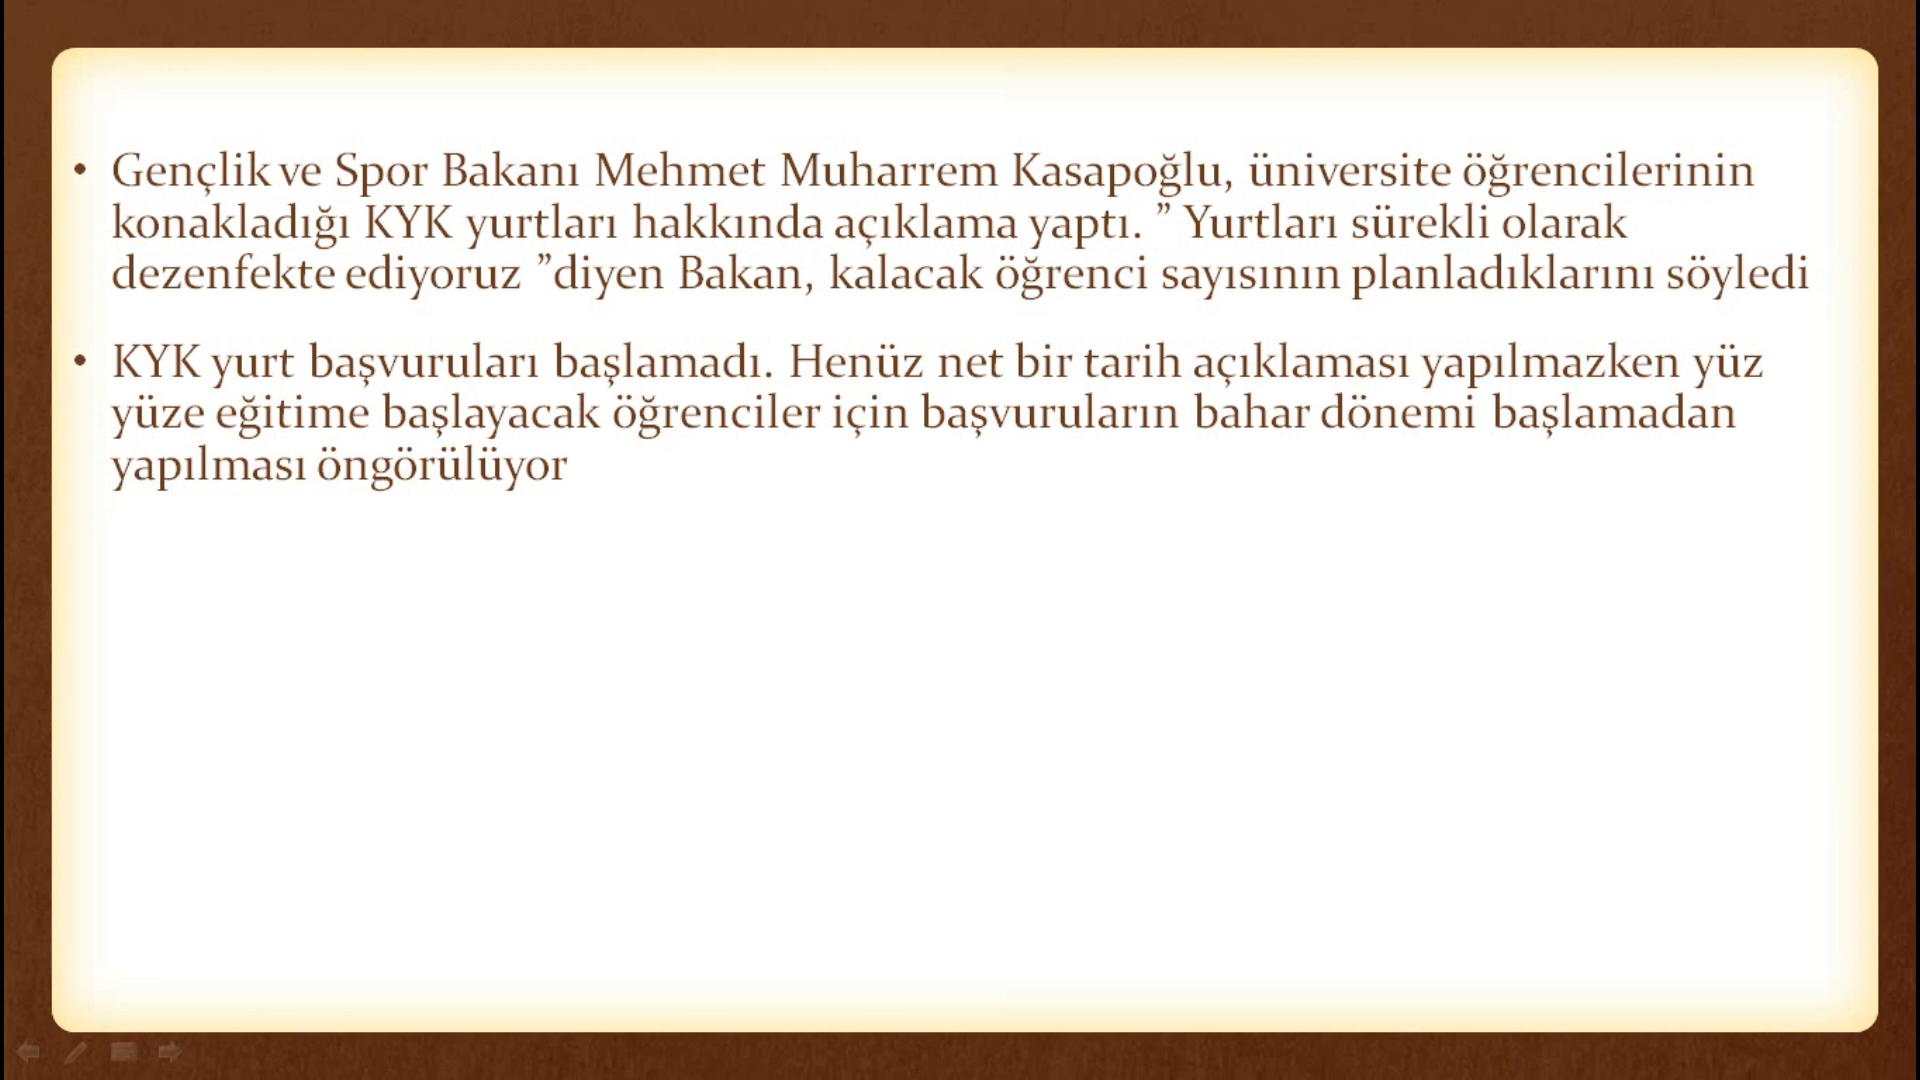 • Gençlik ve Spor Bakanı Mehmet Muharrem Kasapoğlu, üniversite öğrencilerinin
konakladığı KYK yurtları hakkında açıklama yaptı. ” Yurtları sürekli olarak
dezenfekte ediyoruz ”diyen Bakan, kalacak öğrenci sayısının planladıklarını söyledi
• KYK yurt başvuruları başlamadı. Henüz net bir tarih açıklaması yapılmazken yüz
yüze eğitime başlayacak öğrenciler için başvuruların bahar dönemi başlamadan
yapılması öngörülüyor